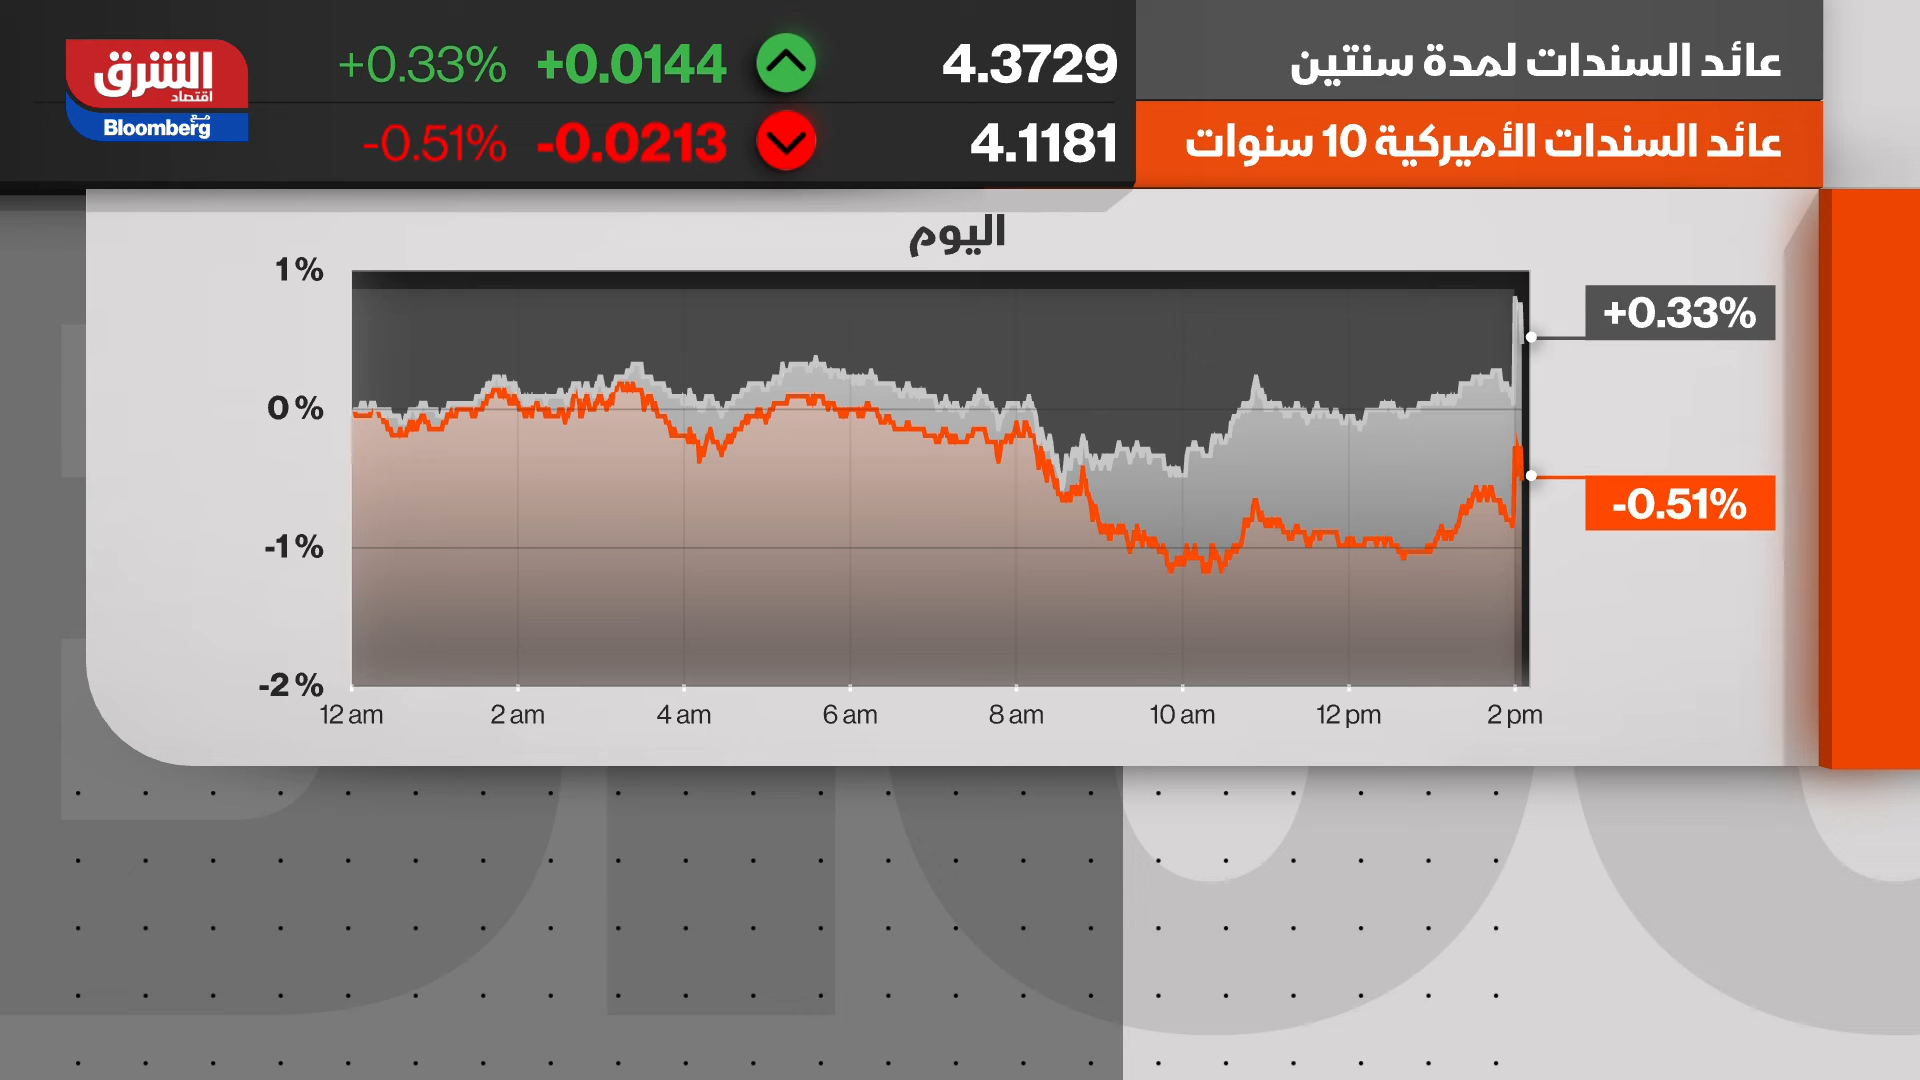 عائد السندات لمدة سنتين 4.3729 +0.0144 +0.33%
عائد السندات الأميركية 10 سنوات 4.1181 -0.0213 -0.51%
الشرق
اقتصاد
مع
Bloomberg
اليوم
1%
0%
-1%
-2%
12 am 2 am 4 am 6 am 8 am 10 am 12 pm 2 pm
+0.33%
-0.51%